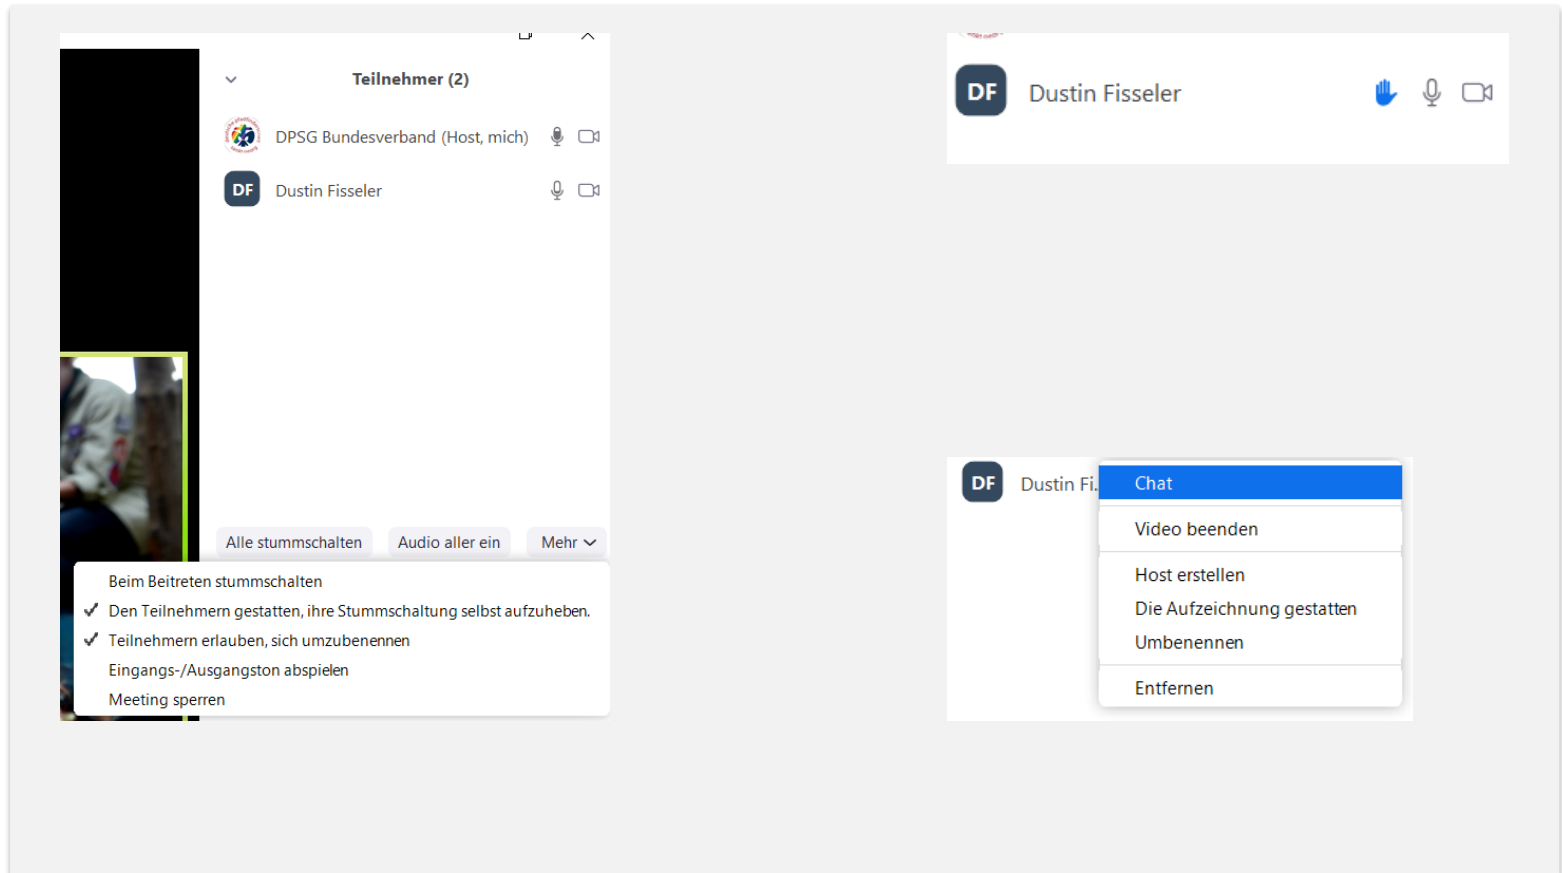 Teilnehmer (2)
DPSG Bundesverband (Host, mich)
DF
Dustin Fisseler
Alle stummschalten
Audio aller ein
Mehr
Beim Beitreten stummschalten
Den Teilnehmern gestatten, ihre Stummschaltung selbst aufzuheben.
Teilnehmern erlauben, sich umzubenennen
Eingangs-/Ausgangston abspielen
Meeting sperren
DF
Dustin Fisseler
DF
Dustin Fi..
Chat
Video beenden
Host erstellen
Die Aufzeichnung gestatten
Umbenennen
Entfernen